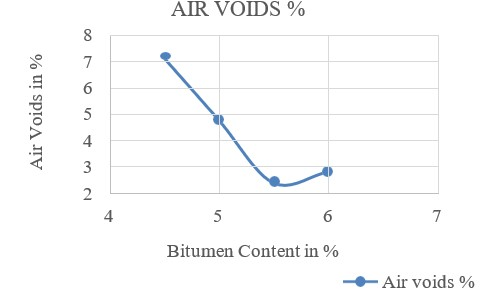 AIR VOIDS %
8
7
6
5
4
3
2
Air Voids in %
4 5 6 7
Bitumen Content in %
Air voids %